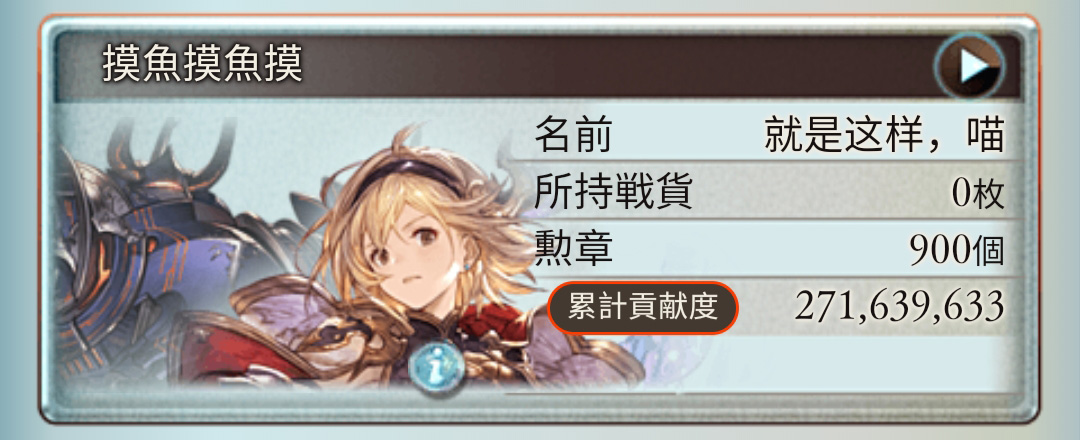 摸魚摸魚摸
名前 就是这样，喵
所持戦貨 0枚
勲章 900個
累計貢献度 271,639,633